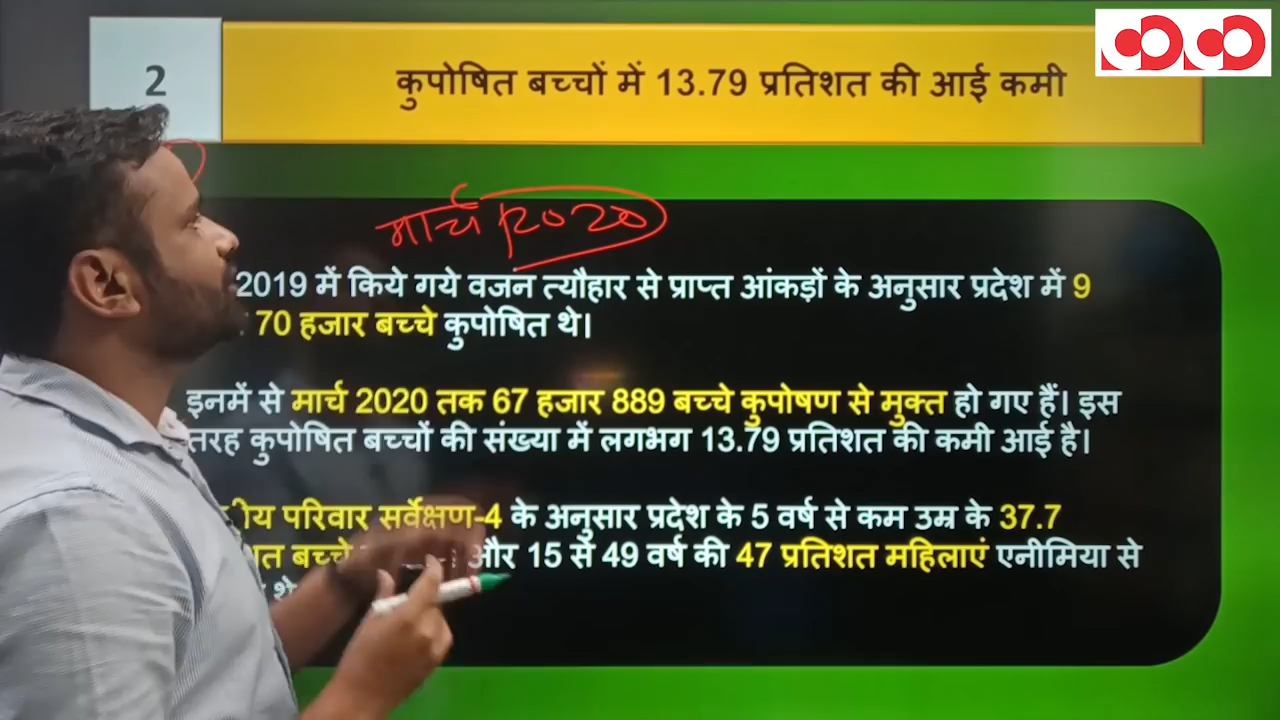 2
कुपोषित बच्चों में 13.79 प्रतिशत की आई कमी
मार्च 2020
2019 में किये गये वजन त्यौहार से प्राप्त आंकड़ों के अनुसार प्रदेश में 9
70 हजार बच्चे कुपोषित थे।
इनमें से मार्च 2020 तक 67 हजार 889 बच्चे कुपोषण से मुक्त हो गए हैं। इस
तरह कुपोषित बच्चों की संख्या में लगभग 13.79 प्रतिशत की कमी आई है।
परिवार सर्वेक्षण-4 के अनुसार प्रदेश के 5 वर्ष से कम उम्र के 37.7
बच्चे और 15 से 49 वर्ष की 47 प्रतिशत महिलाएं एनीमिया से